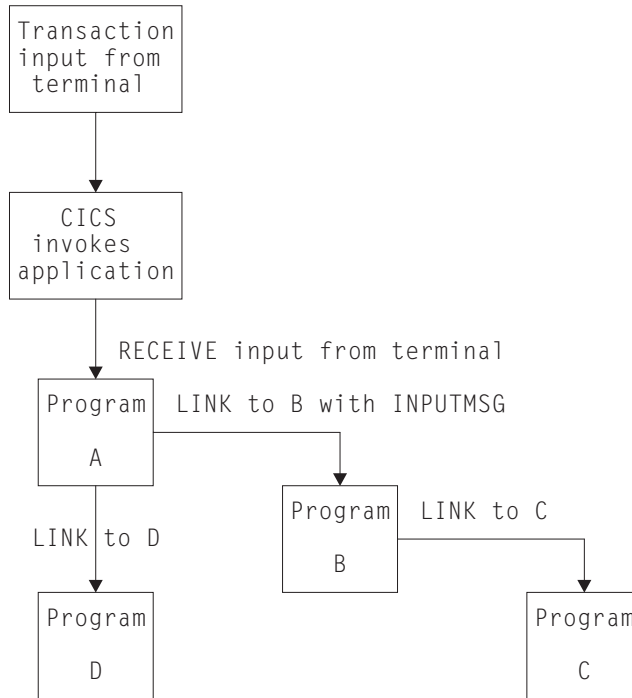 Transaction
input from
terminal
CICS
invokes
application
RECEIVE input from terminal
Program
A
LINK to B with INPUTMSG
Program
B
LINK to C
LINK to D
Program
D
Program
C